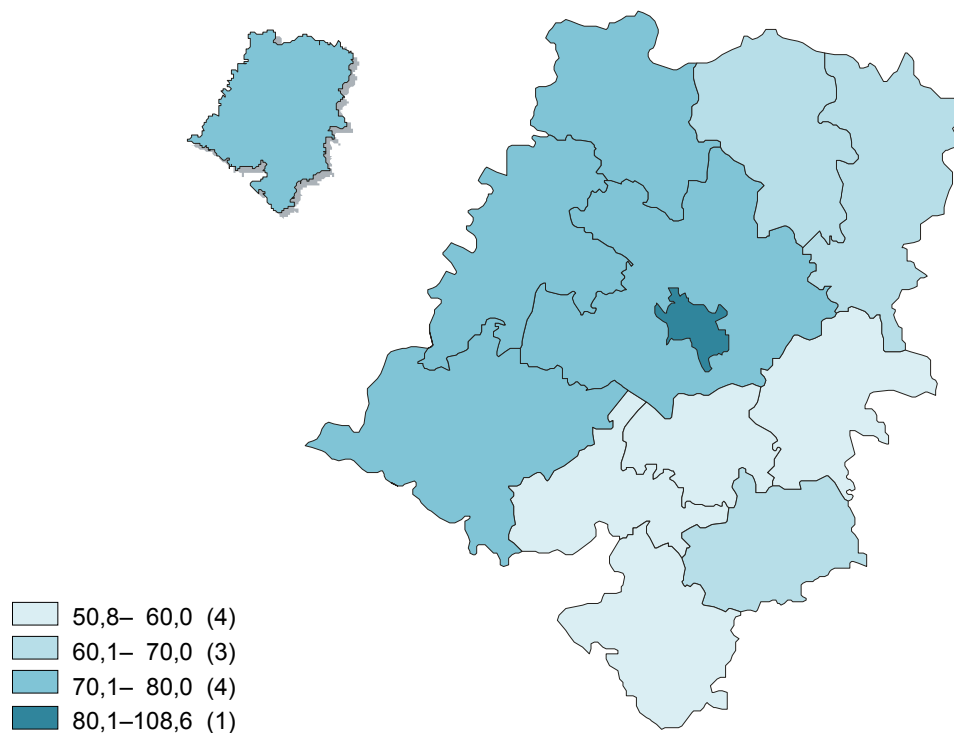 50,8– 60,0 (4)
60,1– 70,0 (3)
70,1– 80,0 (4)
80,1–108,6 (1)